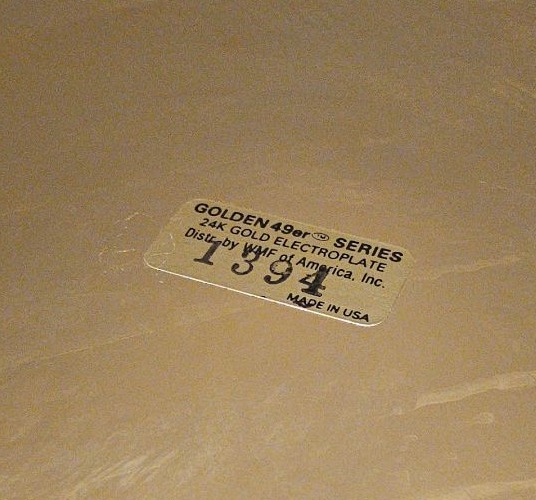 GOLDEN 49er™ SERIES
24K GOLD ELECTROPLATE
Distr. by WMF of America, Inc.
1394
MADE IN USA